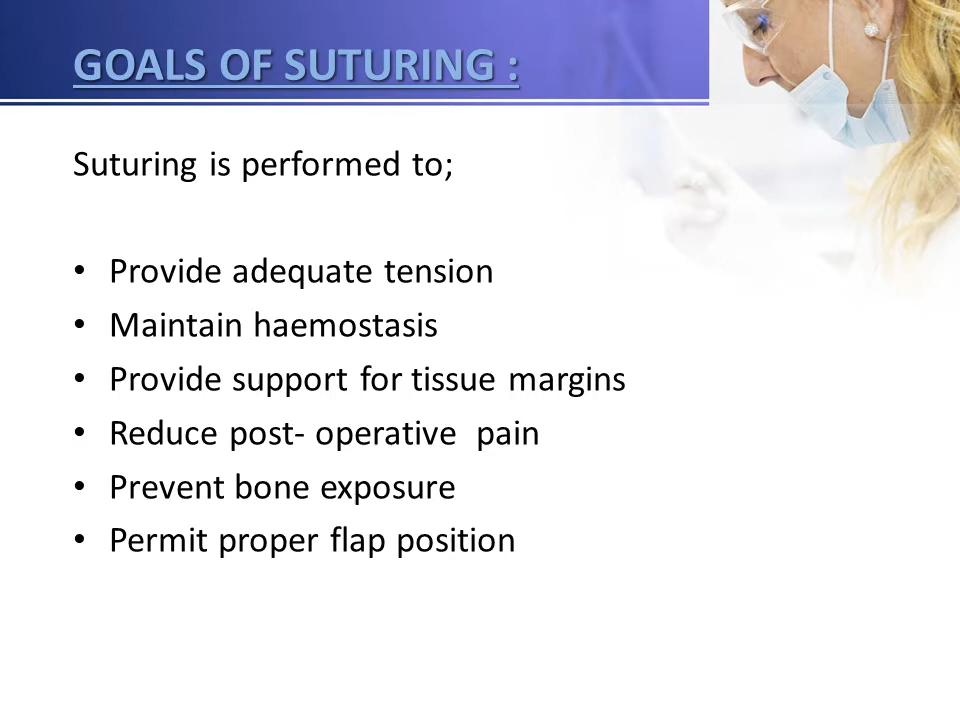 GOALS OF SUTURING :
Suturing is performed to;
• Provide adequate tension
• Maintain haemostasis
• Provide support for tissue margins
• Reduce post- operative  pain
• Prevent bone exposure
• Permit proper flap position